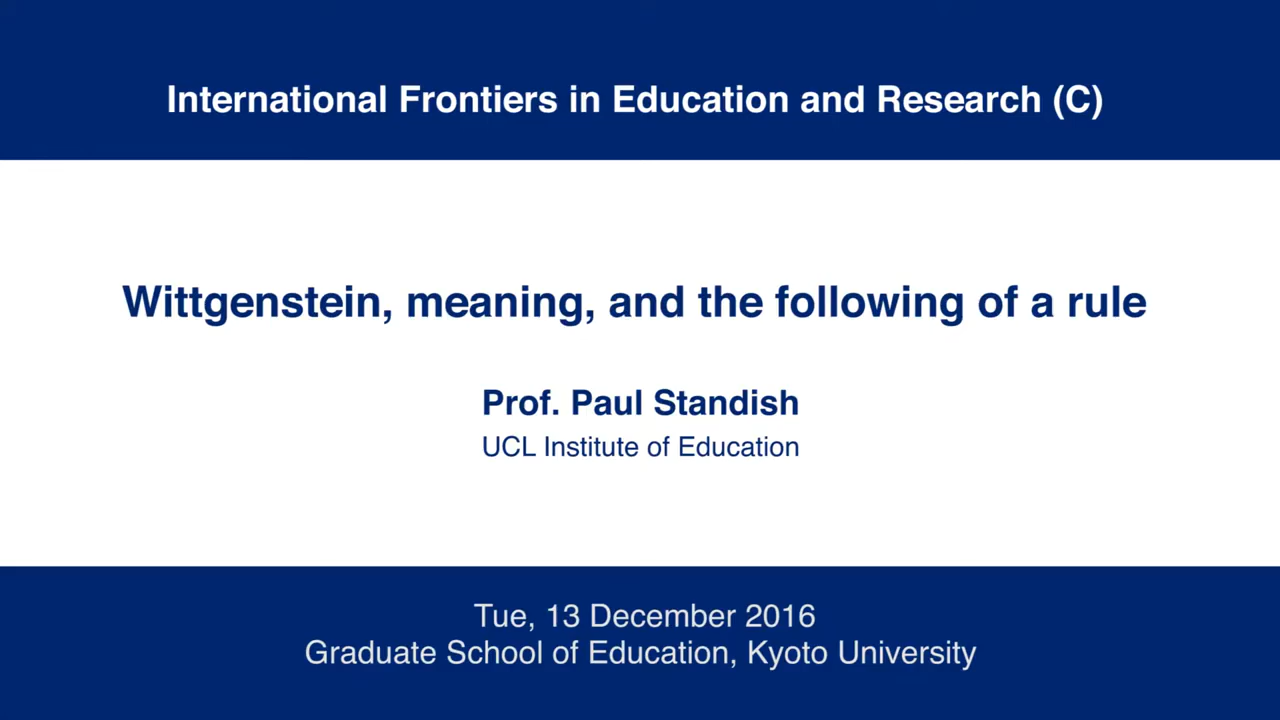 International Frontiers in Education and Research (C)
Wittgenstein, meaning, and the following of a rule
Prof. Paul Standish
UCL Institute of Education
Tue, 13 December 2016
Graduate School of Education, Kyoto University